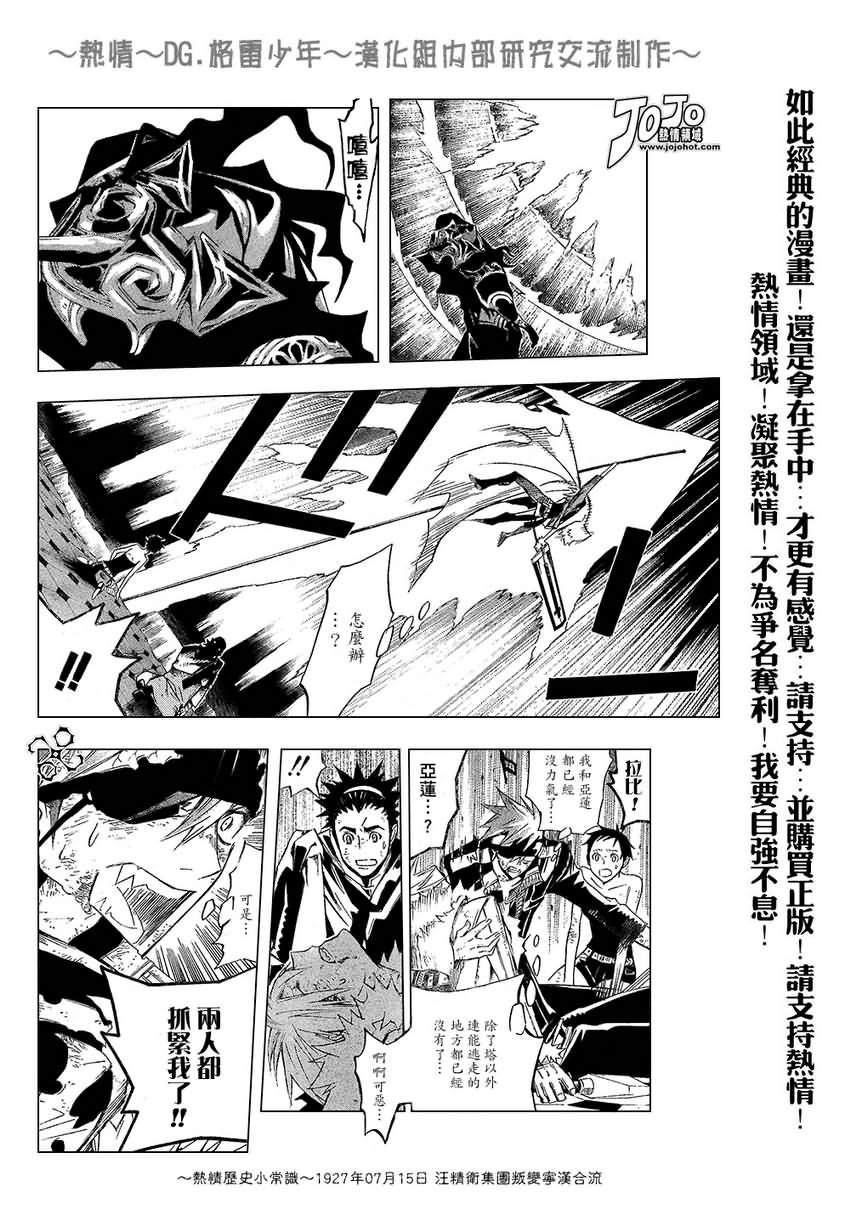 ～熱情～DG.格雷少年～漢化組内部研究交流制作～
JOJO
熱情領域
www.jojohot.com
如此經典的漫畫！還是拿在手中…才更有感覺…請支持…並購買正版！請支持熱情！
熱情領域！凝聚熱情！不為爭名奪利！我要自強不息！
嘻嘻…
怎麼辦
…？
拉比！
我和亞蓮
都已經
沒力氣了…
除了塔以外
連能逃走的
地方都已經
沒有了…
亞蓮…？
!!
啊啊可惡…
可是…
兩人都
抓緊我了!!
～熱情歷史小常識～1927年07月15日 汪精衛集團叛變寧漢合流